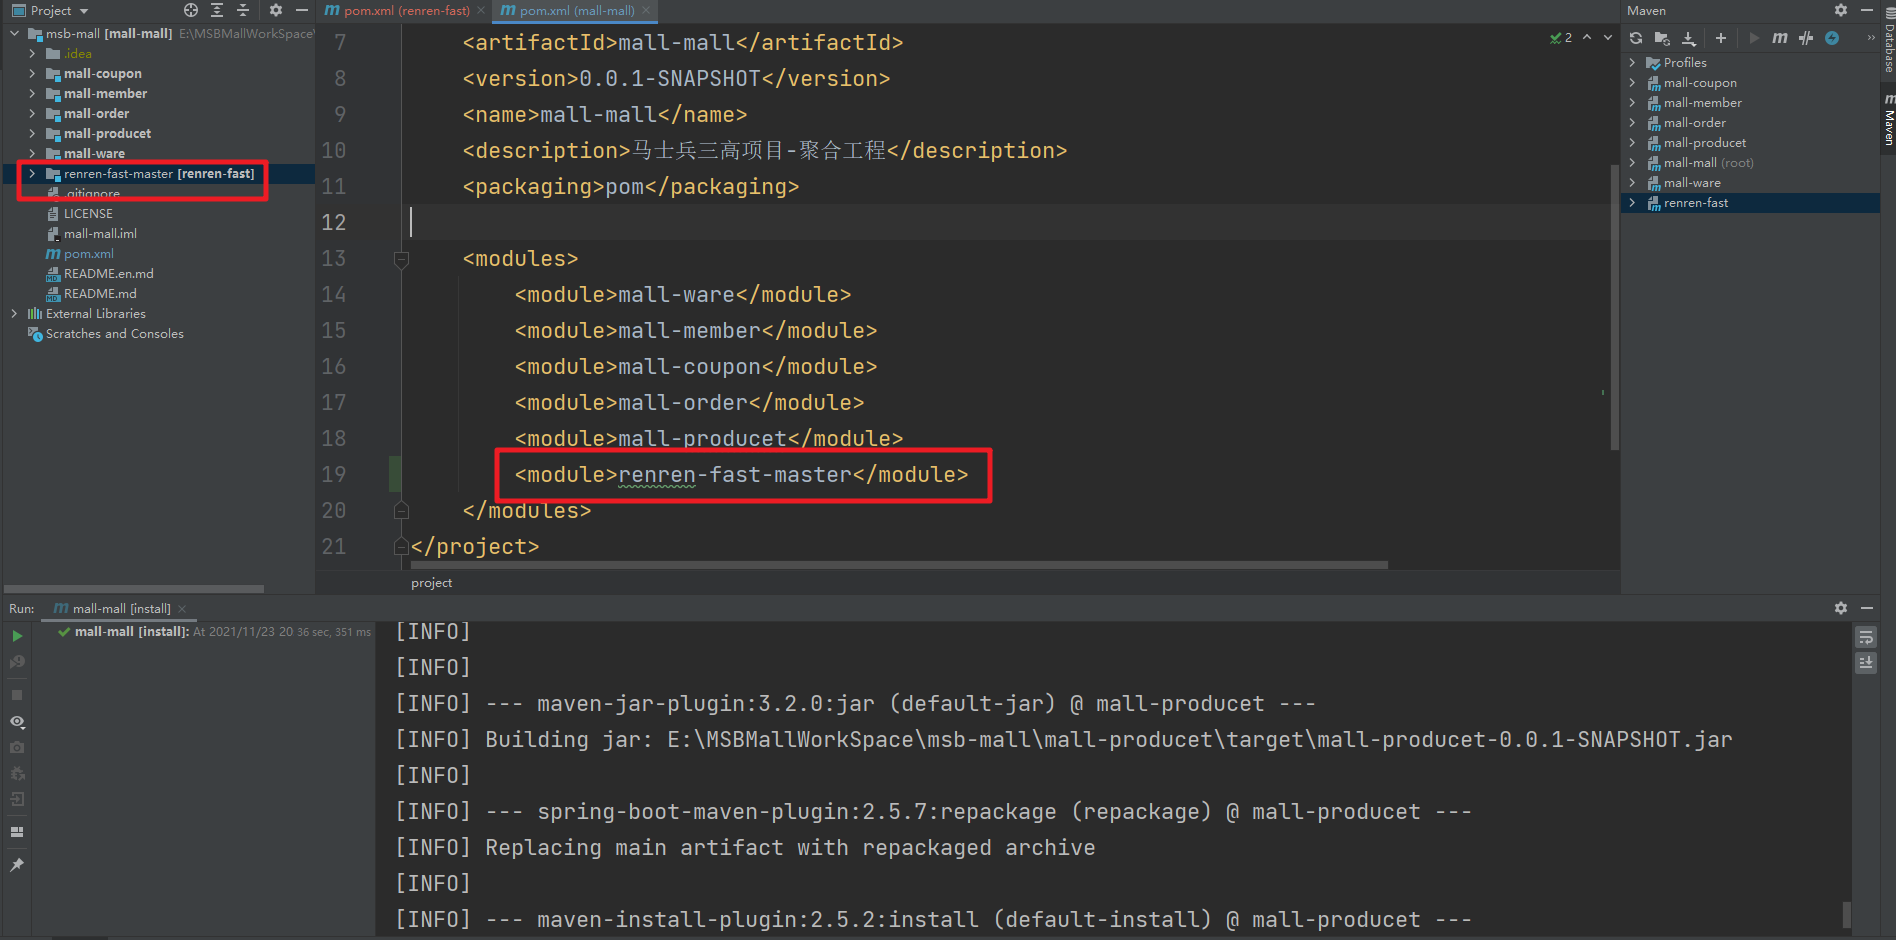 Project
msb-mall [mall-mall] E:\MSBMallWorkSpace\
.idea
mall-coupon
mall-member
mall-order
mall-producet
mall-ware
renren-fast-master [renren-fast]
.gitignore
LICENSE
mall-mall.iml
pom.xml
README.en.md
README.md
External Libraries
Scratches and Consoles
pom.xml (renren-fast)
pom.xml (mall-mall)
2
7 <artifactId>mall-mall</artifactId>
8 <version>0.0.1-SNAPSHOT</version>
9 <name>mall-mall</name>
10 <description>马士兵三高项目-聚合工程</description>
11 <packaging>pom</packaging>
12
13 <modules>
14 <module>mall-ware</module>
15 <module>mall-member</module>
16 <module>mall-coupon</module>
17 <module>mall-order</module>
18 <module>mall-producet</module>
19 <module>renren-fast-master</module>
20 </modules>
21 </project>
project
Maven
Profiles
mall-coupon
mall-member
mall-order
mall-producet
mall-mall (root)
mall-ware
renren-fast
Database
Maven
Run: mall-mall [install]
mall-mall [install]: At 2021/11/23 20 36 sec, 351 ms
[INFO]
[INFO]
[INFO] --- maven-jar-plugin:3.2.0:jar (default-jar) @ mall-producet ---
[INFO] Building jar: E:\MSBMallWorkSpace\msb-mall\mall-producet\target\mall-producet-0.0.1-SNAPSHOT.jar
[INFO]
[INFO] --- spring-boot-maven-plugin:2.5.7:repackage (repackage) @ mall-producet ---
[INFO] Replacing main artifact with repackaged archive
[INFO]
[INFO] --- maven-install-plugin:2.5.2:install (default-install) @ mall-producet ---